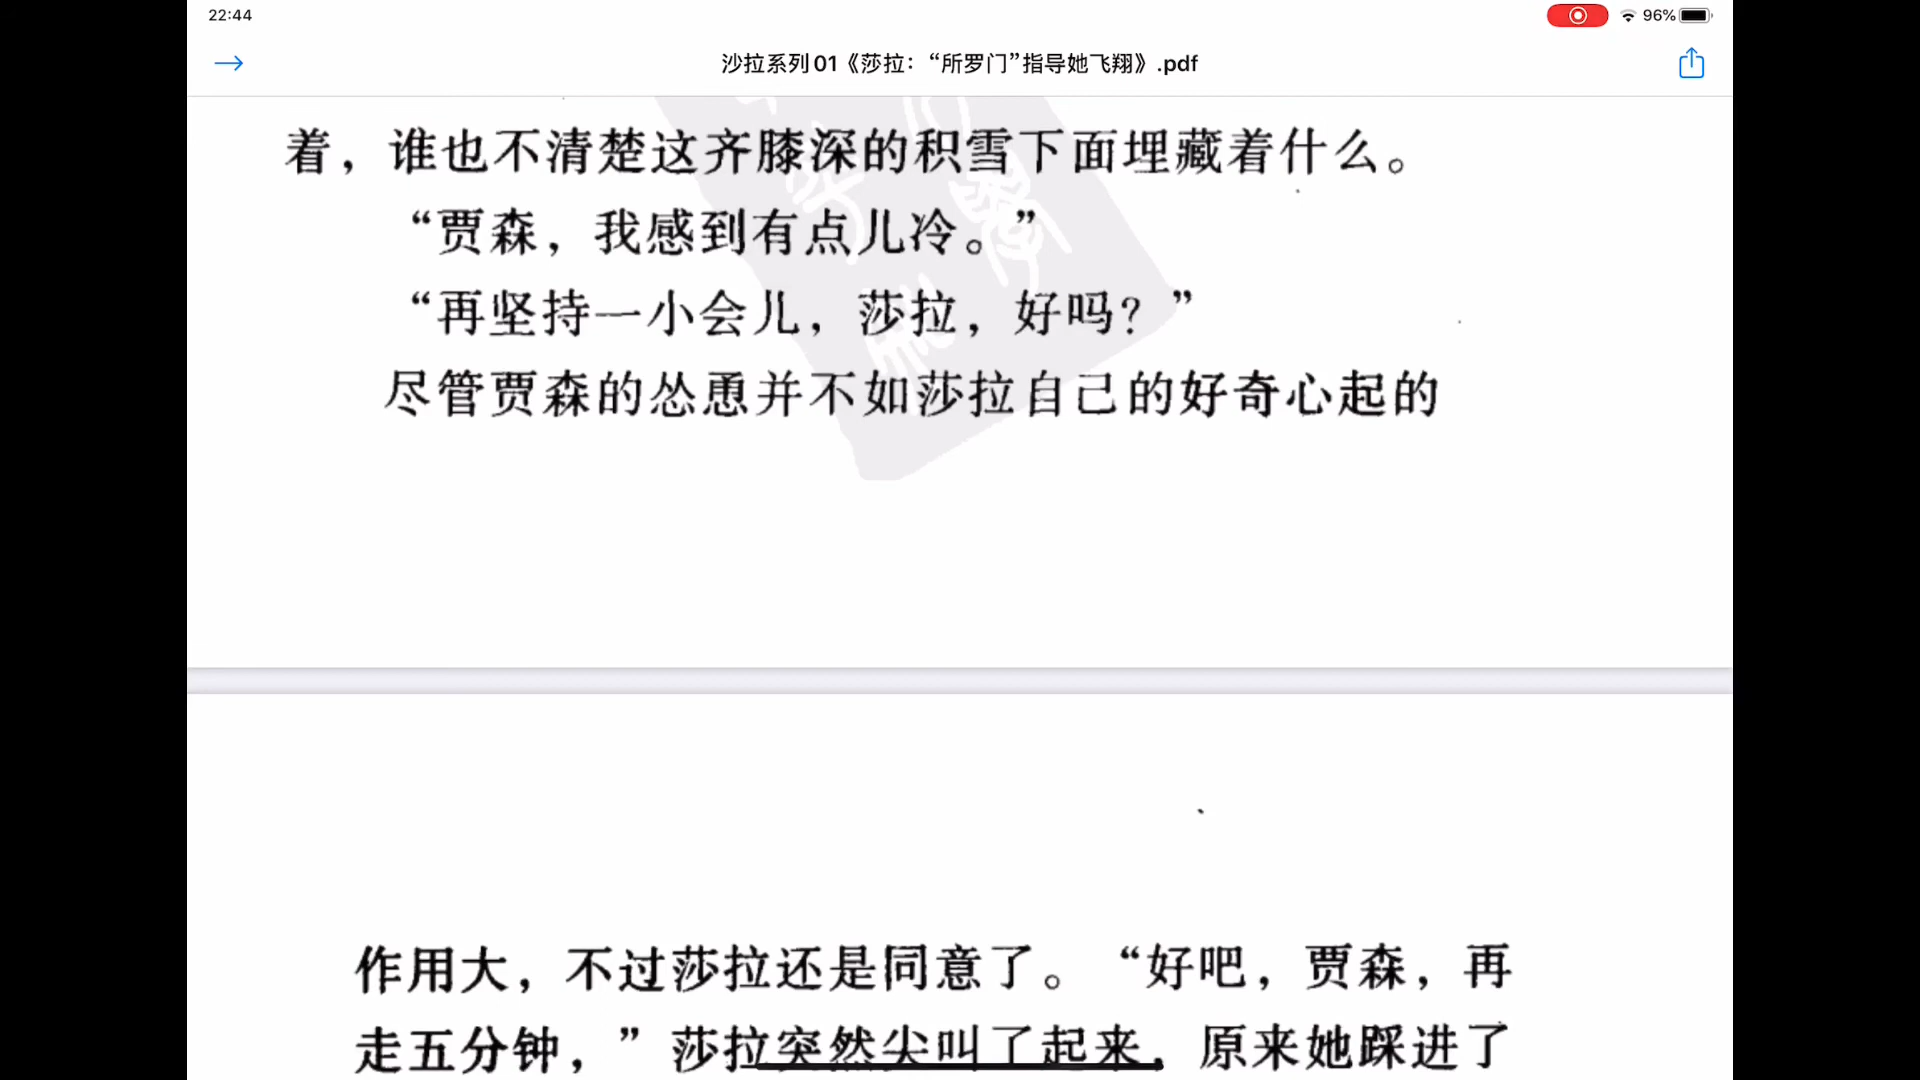 22:44
96%
沙拉系列01《莎拉：“所罗门”指导她飞翔》.pdf
着，谁也不清楚这齐膝深的积雪下面埋藏着什么。
“贾森，我感到有点儿冷。”
“再坚持一小会儿，莎拉，好吗？”
尽管贾森的怂恿并不如莎拉自己的好奇心起的
作用大，不过莎拉还是同意了。“好吧，贾森，再
走五分钟，”莎拉突然尖叫了起来，原来她踩进了